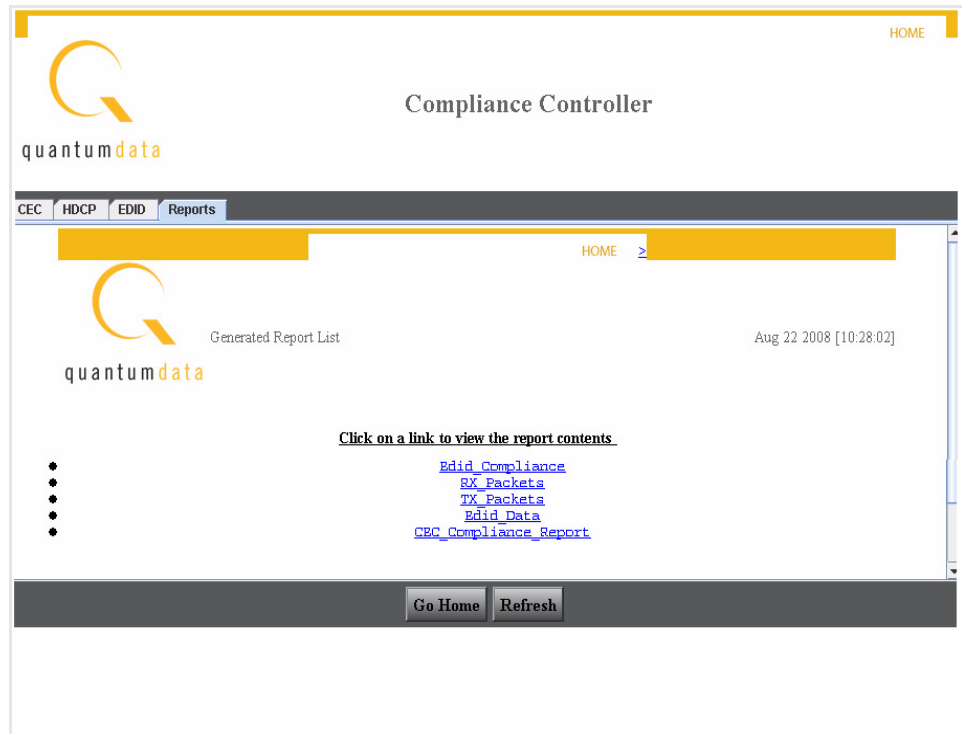 HOME
Compliance Controller
quantumdata
CEC HDCP EDID Reports
HOME >
Generated Report List Aug 22 2008 [10:28:02]
quantumdata
Click on a link to view the report contents
Edid_Compliance
RX_Packets
TX_Packets
Edid_Data
CEC_Compliance_Report
Go Home Refresh